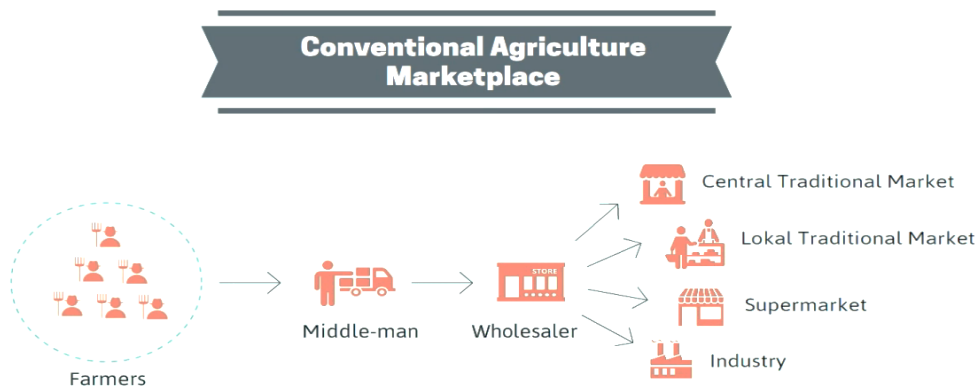 Conventional Agriculture
Marketplace
Central Traditional Market
Lokal Traditional Market
STORE
Supermarket
Middle-man
Wholesaler
Industry
Farmers